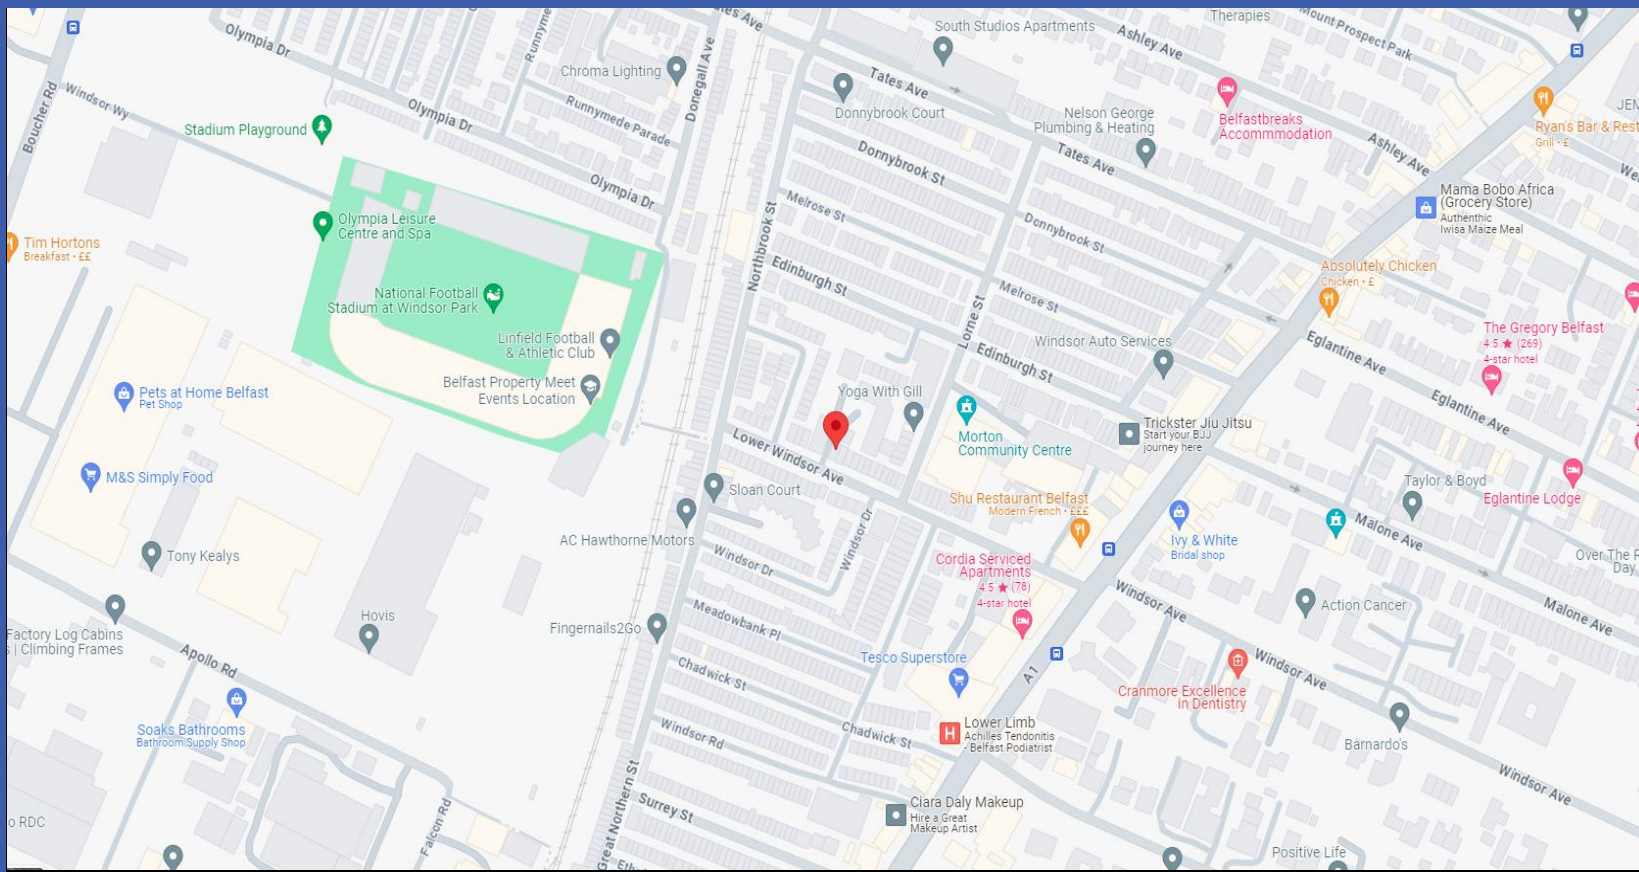 Olympia Dr
Windsor Wy
Boucher Rd
Stadium Playground
Chroma Lighting
Runnymede Parade
Olympia Dr
Olympia Dr
Donegall Ave
South Studios Apartments
Therapies
Mount Prospect Park
Ashley Ave
Tates Ave
Donnybrook Court
Nelson George
Plumbing & Heating
Belfastbreaks
Accommmodation
Ryan's Bar & Rest
Grill · £
Tates Ave
Ashley Ave
Donnybrook St
Mama Bobo Africa
(Grocery Store)
Authenthic
Iwisa Maize Meal
Olympia Leisure
Centre and Spa
Tim Hortons
Breakfast · ££
Melrose St
Donnybrook St
Northbrook St
Edinburgh St
National Football
Stadium at Windsor Park
Absolutely Chicken
Chicken · £
Melrose St
Lorne St
Linfield Football
& Athletic Club
Windsor Auto Services
The Gregory Belfast
4.5 ★ (269)
4-star hotel
Eglantine Ave
Edinburgh St
Belfast Property Meet
Events Location
Pets at Home Belfast
Pet Shop
Yoga With Gill
Eglantine Ave
Trickster Jiu Jitsu
Start your BJJ
journey here
Morton
Community Centre
Lower Windsor Ave
M&S Simply Food
Sloan Court
Shu Restaurant Belfast
Modern French · £££
Taylor & Boyd
Eglantine Lodge
Malone Ave
AC Hawthorne Motors
Windsor Dr
Windsor Dr
Ivy & White
Bridal shop
Tony Kealys
Over The R
Day
Cordia Serviced
Apartments
4.5 ★ (78)
4-star hotel
Windsor Ave
Action Cancer
Malone Ave
Hovis
Meadowbank Pl
Fingernails2Go
Factory Log Cabins
| Climbing Frames
Apollo Rd
Tesco Superstore
A1
Windsor Ave
Chadwick St
Cranmore Excellence
in Dentistry
Soaks Bathrooms
Bathroom Supply Shop
Chadwick St
Windsor Rd
Lower Limb
Achilles Tendonitis
- Belfast Podiatrist
Barnardo's
Windsor Ave
Great Northern St
Surrey St
Ciara Daly Makeup
Hire a Great
Makeup Artist
Falcon Rd
o RDC
Positive Life